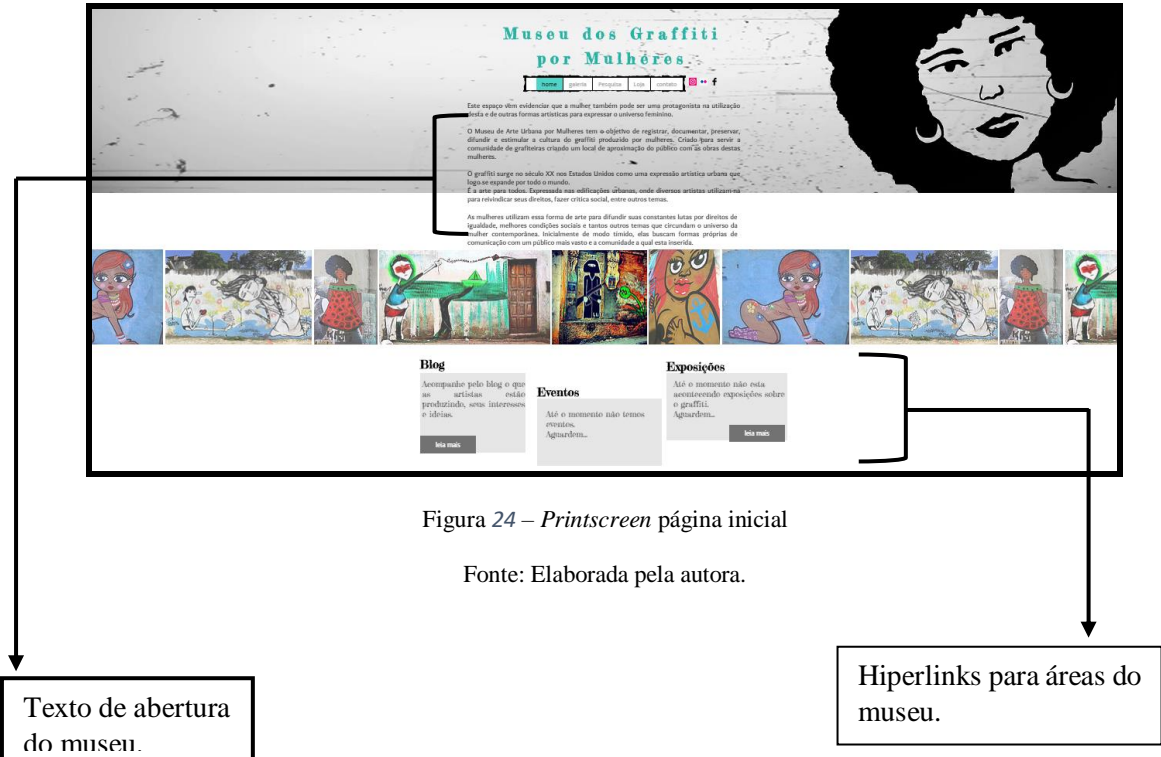 Museu dos Graffiti
por Mulheres
home galeria Pesquisa Loja contato
Este espaço vem evidenciar que a mulher também pode ser uma protagonista na utilização
desta e de outras formas artísticas para expressar o universo feminino.
O Museu de Arte Urbana por Mulheres tem o objetivo de registrar, documentar, preservar,
difundir e estimular a cultura do graffiti produzido por mulheres. Criado para servir a
comunidade de grafiteiras criando um local de aproximação do público com as obras destas
mulheres.
O graffiti surge no século XX nos Estados Unidos como uma expressão artística urbana que
logo se expande por todo o mundo.
É a arte para todos. Expressada nas edificações urbanas, onde diversos artistas utilizam-na
para reivindicar seus direitos, fazer crítica social, entre outros temas.
As mulheres utilizam essa forma de arte para difundir suas constantes lutas por direitos de
igualdade, melhores condições sociais e tantos outros temas que circundam o universo da
mulher contemporânea. Inicialmente de modo tímido, elas buscam formas próprias de
comunicação com um público mais vasto e a comunidade a qual esta inserida.
Blog
Acompanhe pelo blog o que
as artistas estão
produzindo, seus interesses
e ideias.
leia mais
Eventos
Até o momento não temos
eventos.
Aguardem...
Exposições
Até o momento não esta
acontecendo exposições sobre
o graffiti.
Aguardem...
leia mais
Figura 24 – Printscreen página inicial
Fonte: Elaborada pela autora.
Texto de abertura
do museu.
Hiperlinks para áreas do
museu.